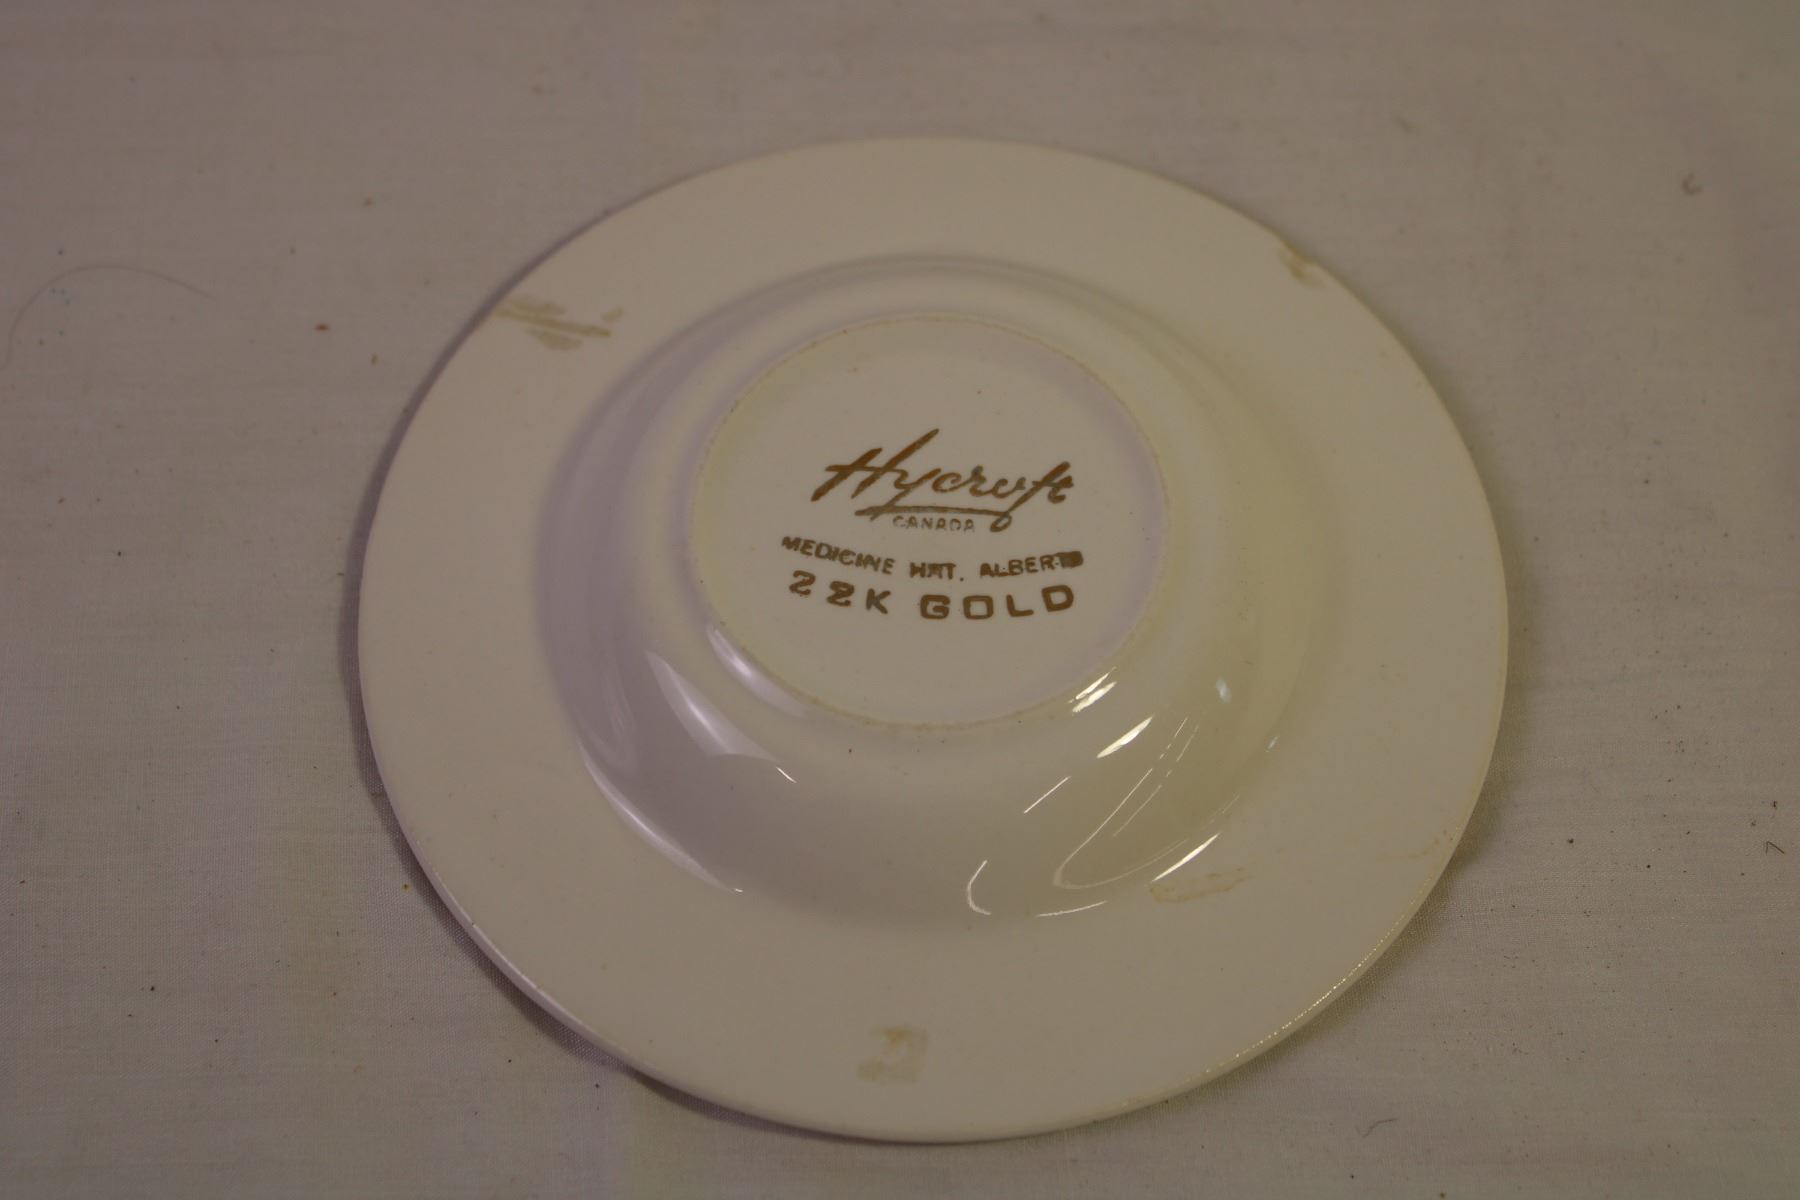 Hycroft
CANADA
MEDICINE HAT, ALBERTA
22K GOLD